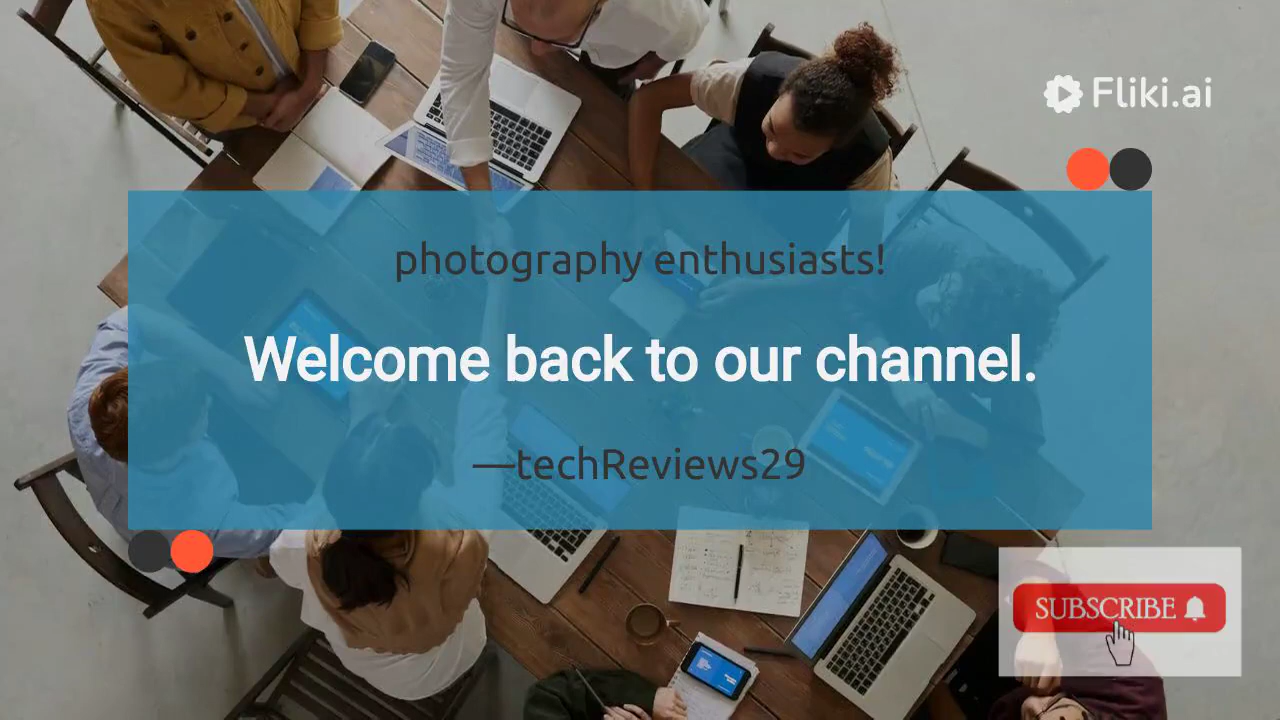 Fliki.ai
photography enthusiasts!
Welcome back to our channel.
—techReviews29
SUBSCRIBE